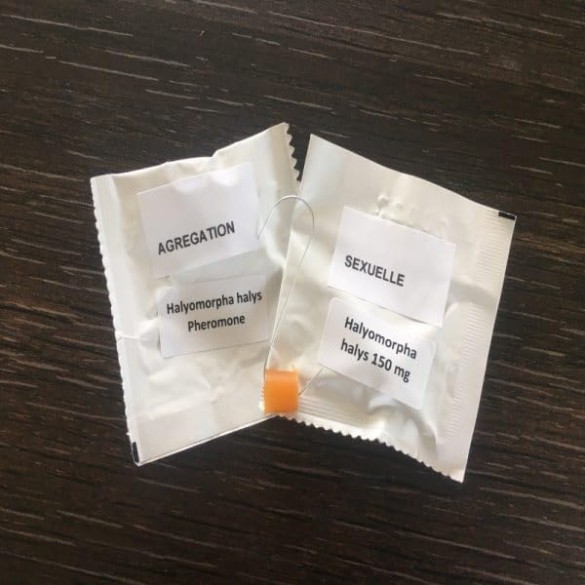 AGREGATION
Halyomorpha halys
Pheromone
SEXUELLE
Halyomorpha
halys 150 mg